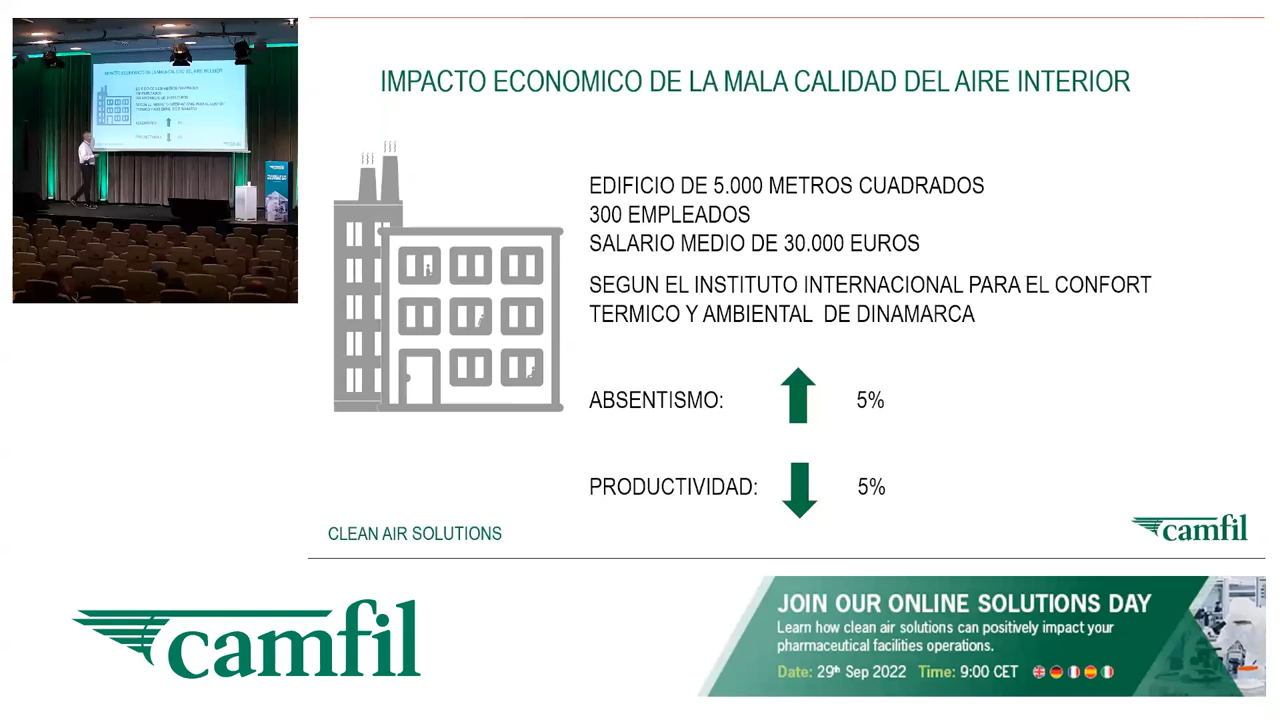 IMPACTO ECONOMICO DE LA MALA CALIDAD DEL AIRE INTERIOR
EDIFICIO DE 5.000 METROS CUADRADOS
300 EMPLEADOS
SALARIO MEDIO DE 30.000 EUROS
SEGUN EL INSTITUTO INTERNACIONAL PARA EL CONFORT
TERMICO Y AMBIENTAL DE DINAMARCA
ABSENTISMO: 5%
PRODUCTIVIDAD: 5%
CLEAN AIR SOLUTIONS
camfil
camfil
JOIN OUR ONLINE SOLUTIONS DAY
Learn how clean air solutions can positively impact your
pharmaceutical facilities operations.
Date: 29th Sep 2022 Time: 9:00 CET